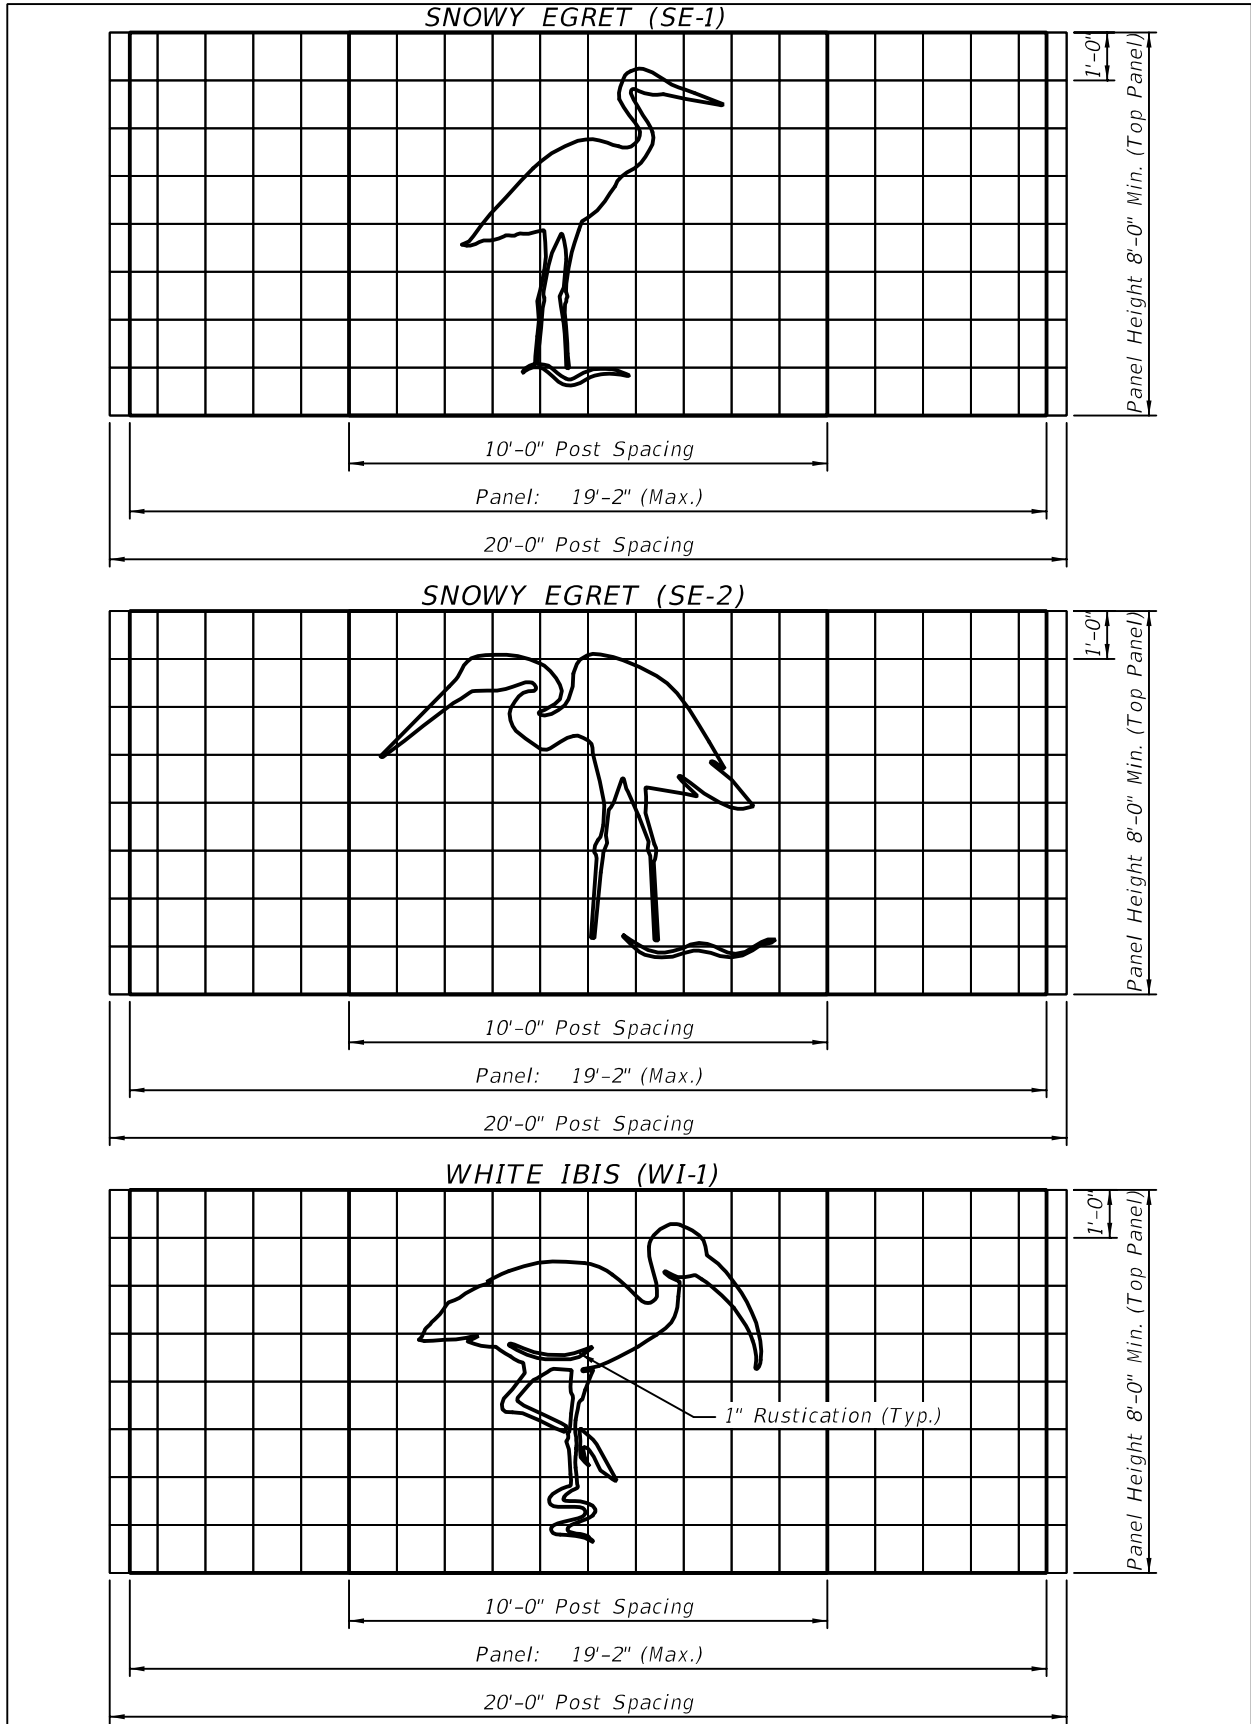 SNOWY EGRET (SE-1)
1'-0"
Panel Height 8'-0" Min. (Top Panel)
10'-0" Post Spacing
Panel: 19'-2" (Max.)
20'-0" Post Spacing
SNOWY EGRET (SE-2)
1'-0"
Panel Height 8'-0" Min. (Top Panel)
10'-0" Post Spacing
Panel: 19'-2" (Max.)
20'-0" Post Spacing
WHITE IBIS (WI-1)
1'-0"
Panel Height 8'-0" Min. (Top Panel)
1" Rustication (Typ.)
10'-0" Post Spacing
Panel: 19'-2" (Max.)
20'-0" Post Spacing